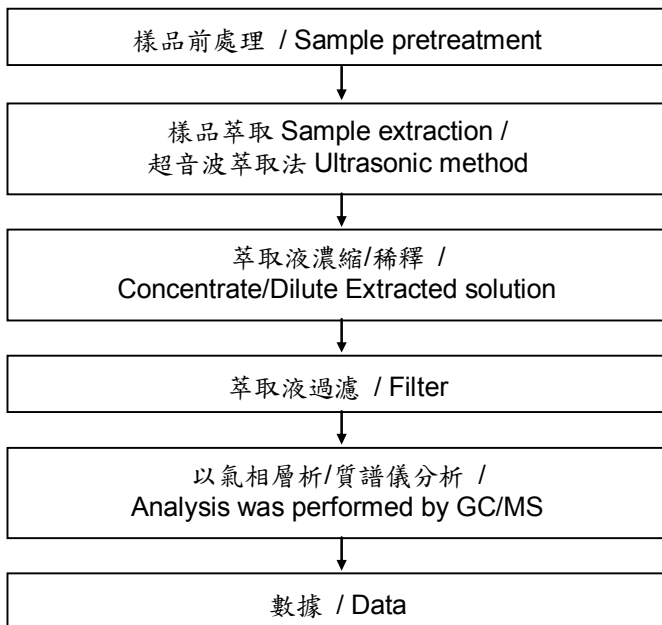 樣品前處理 / Sample pretreatment
樣品萃取 Sample extraction /
超音波萃取法 Ultrasonic method
萃取液濃縮/稀釋 /
Concentrate/Dilute Extracted solution
萃取液過濾 / Filter
以氣相層析/質譜儀分析 /
Analysis was performed by GC/MS
數據 / Data